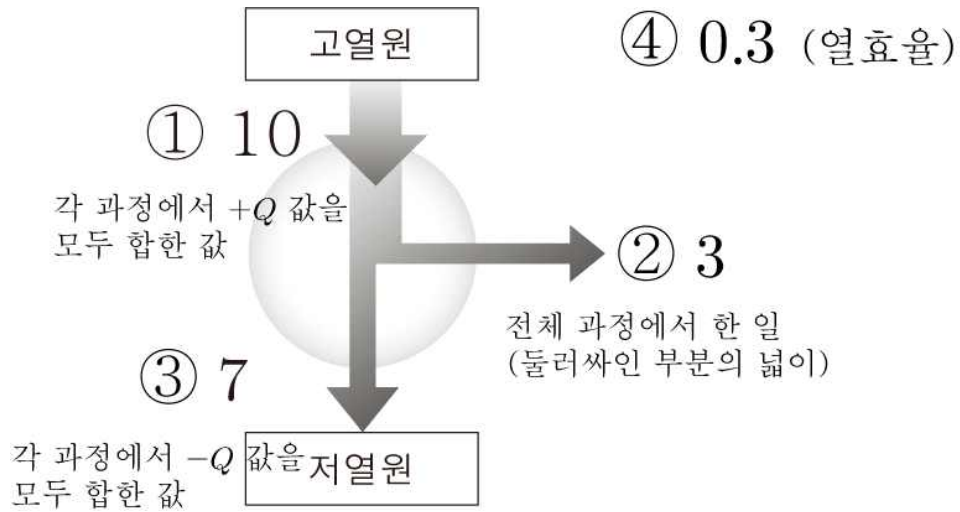 고열원
④ 0.3 (열효율)
① 10
각 과정에서 +Q 값을
모두 합한 값
② 3
전체 과정에서 한 일
(둘러싸인 부분의 넓이)
③ 7
각 과정에서 -Q 값을
모두 합한 값
저열원